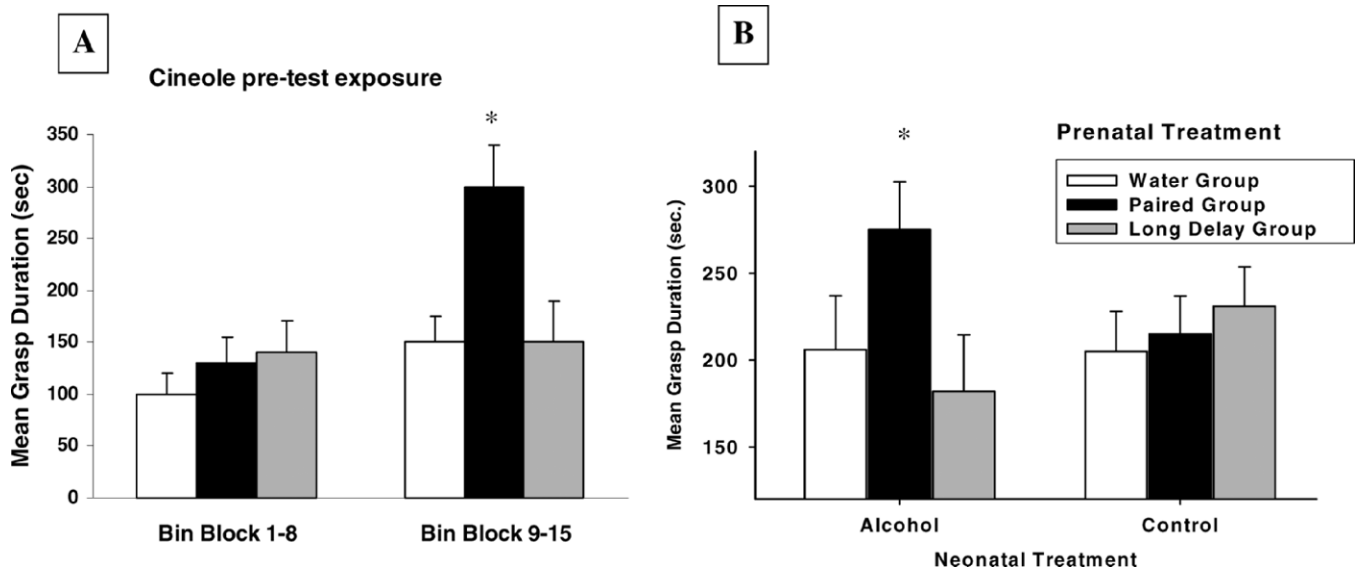 A
Cineole pre-test exposure
*
Mean Grasp Duration (sec)
350
300
250
200
150
100
50
0
Bin Block 1-8
Bin Block 9-15
B
*
Prenatal Treatment
Water Group
Paired Group
Long Delay Group
Mean Grasp Duration (sec.)
300
250
200
150
Alcohol
Control
Neonatal Treatment